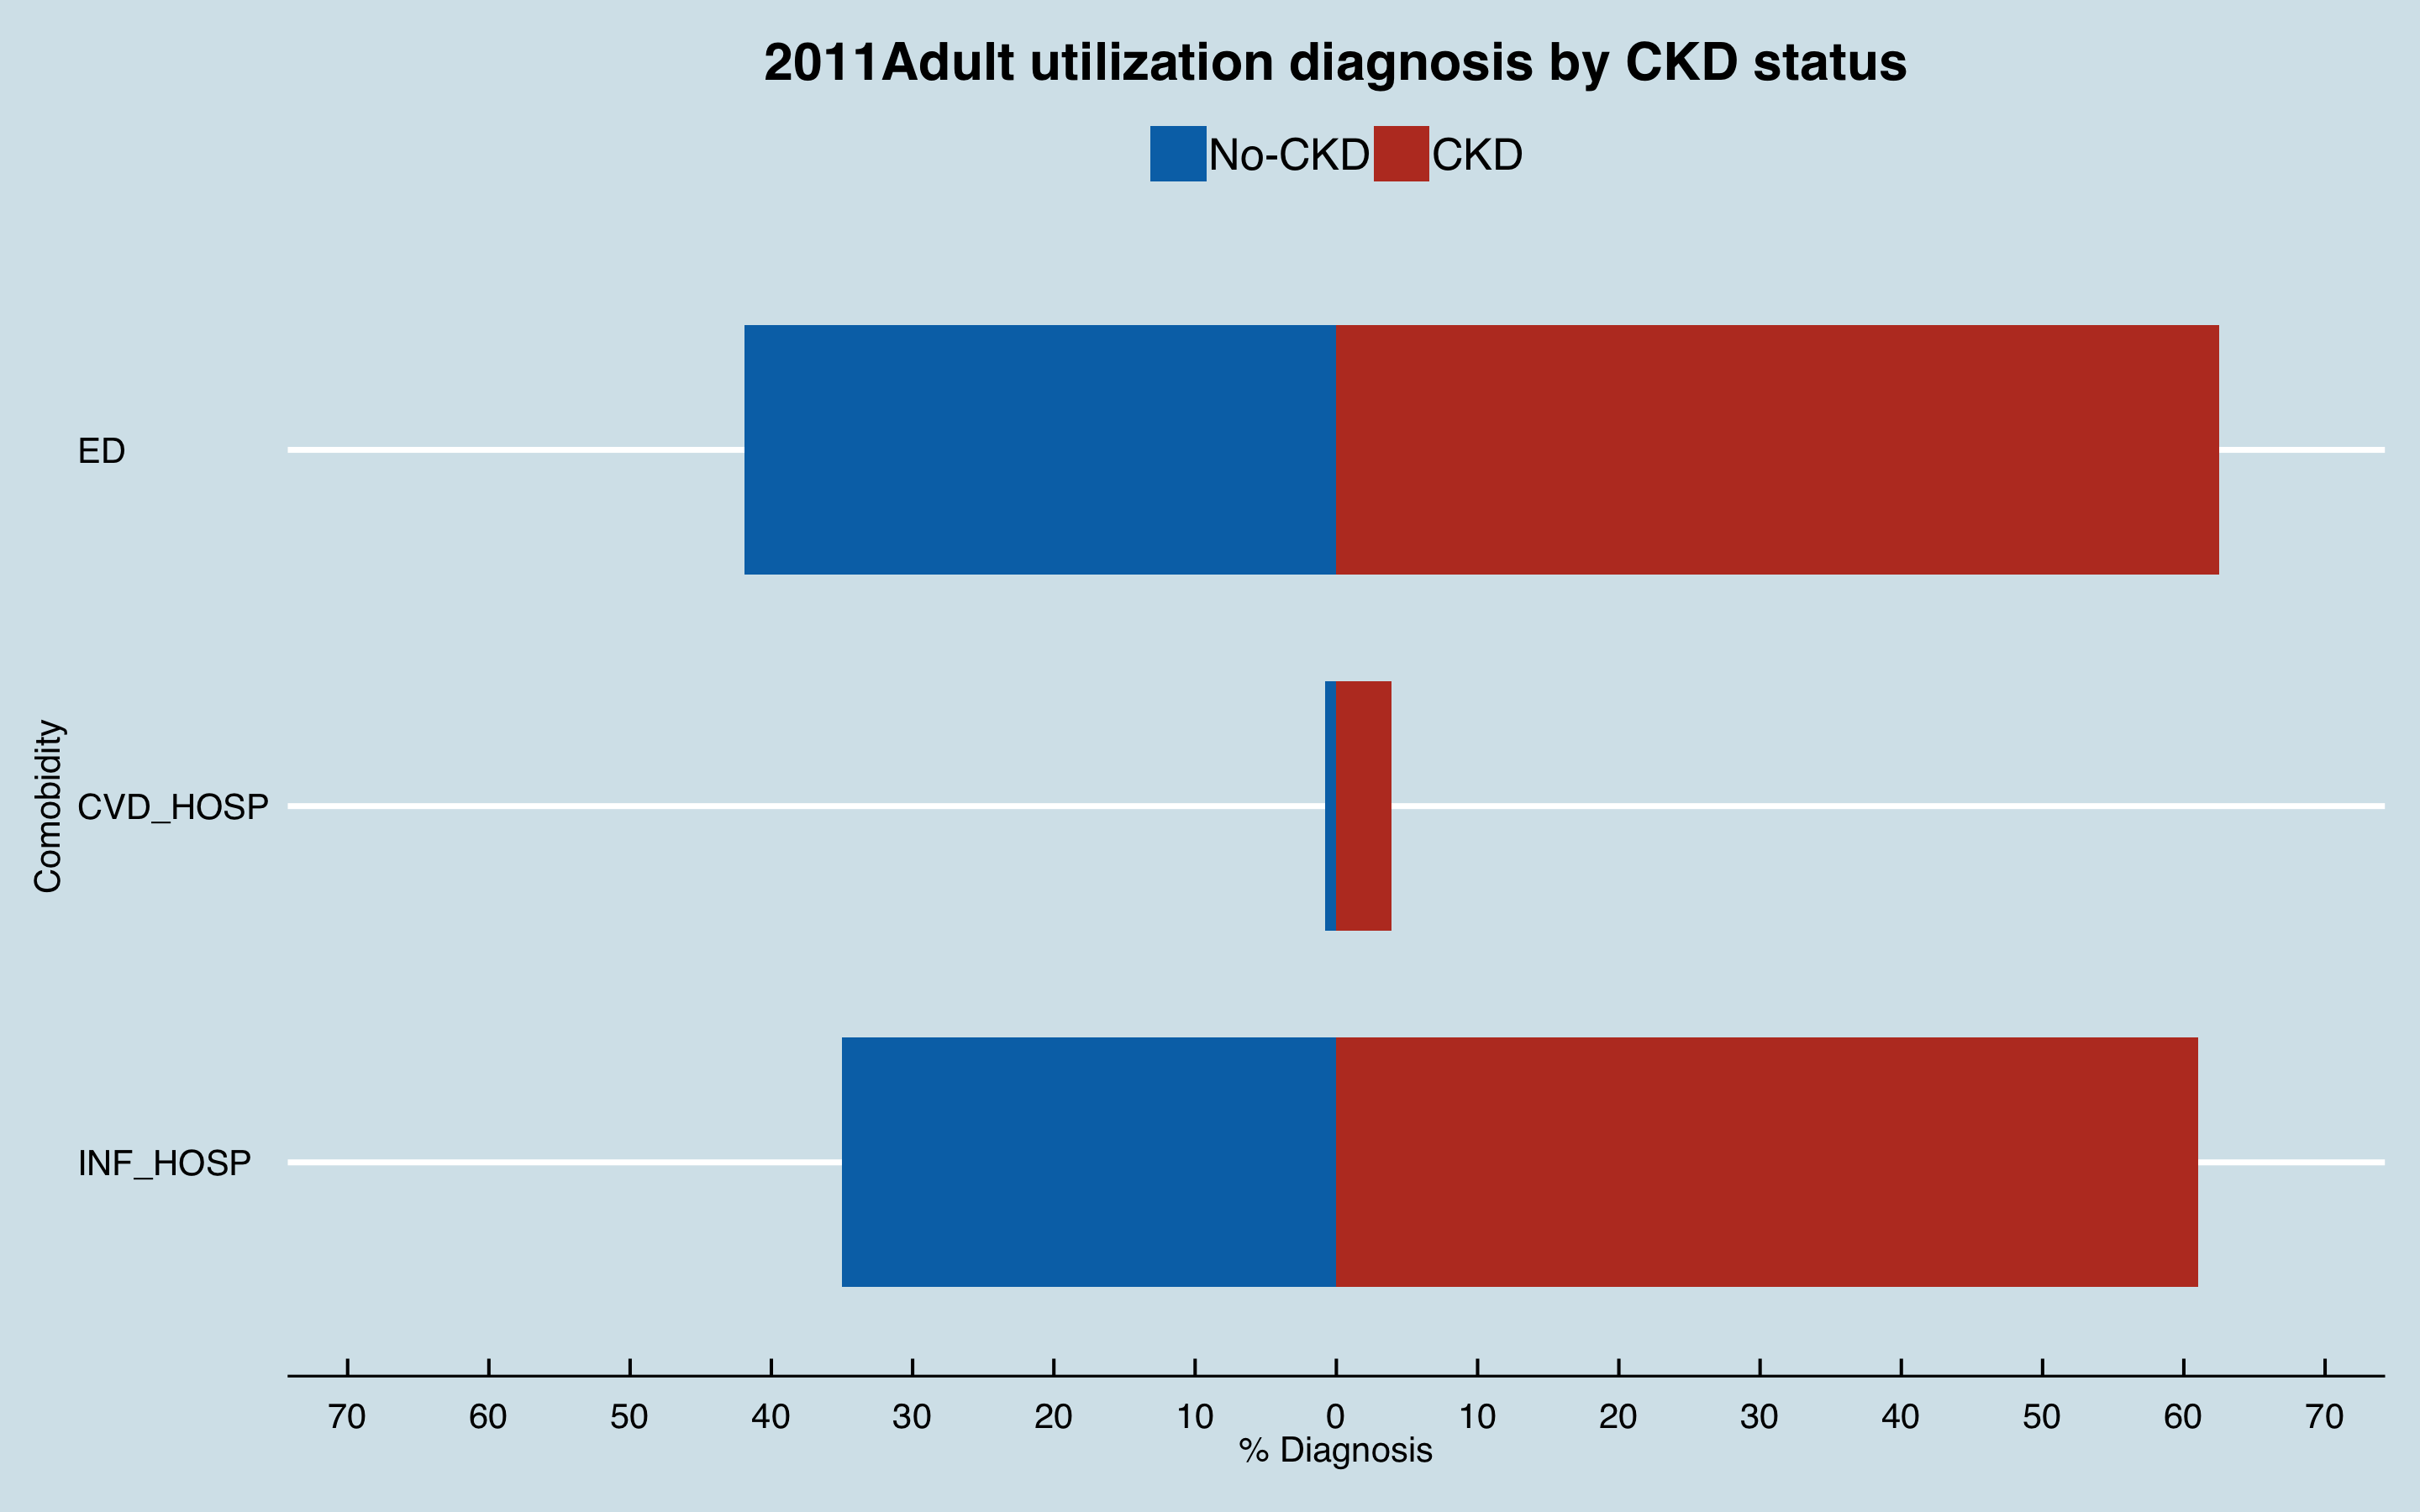 2011Adult utilization diagnosis by CKD status
No-CKD CKD
ED
CVD_HOSP
INF_HOSP
Comobidity
70 60 50 40 30 20 10 0 10 20 30 40 50 60 70
% Diagnosis